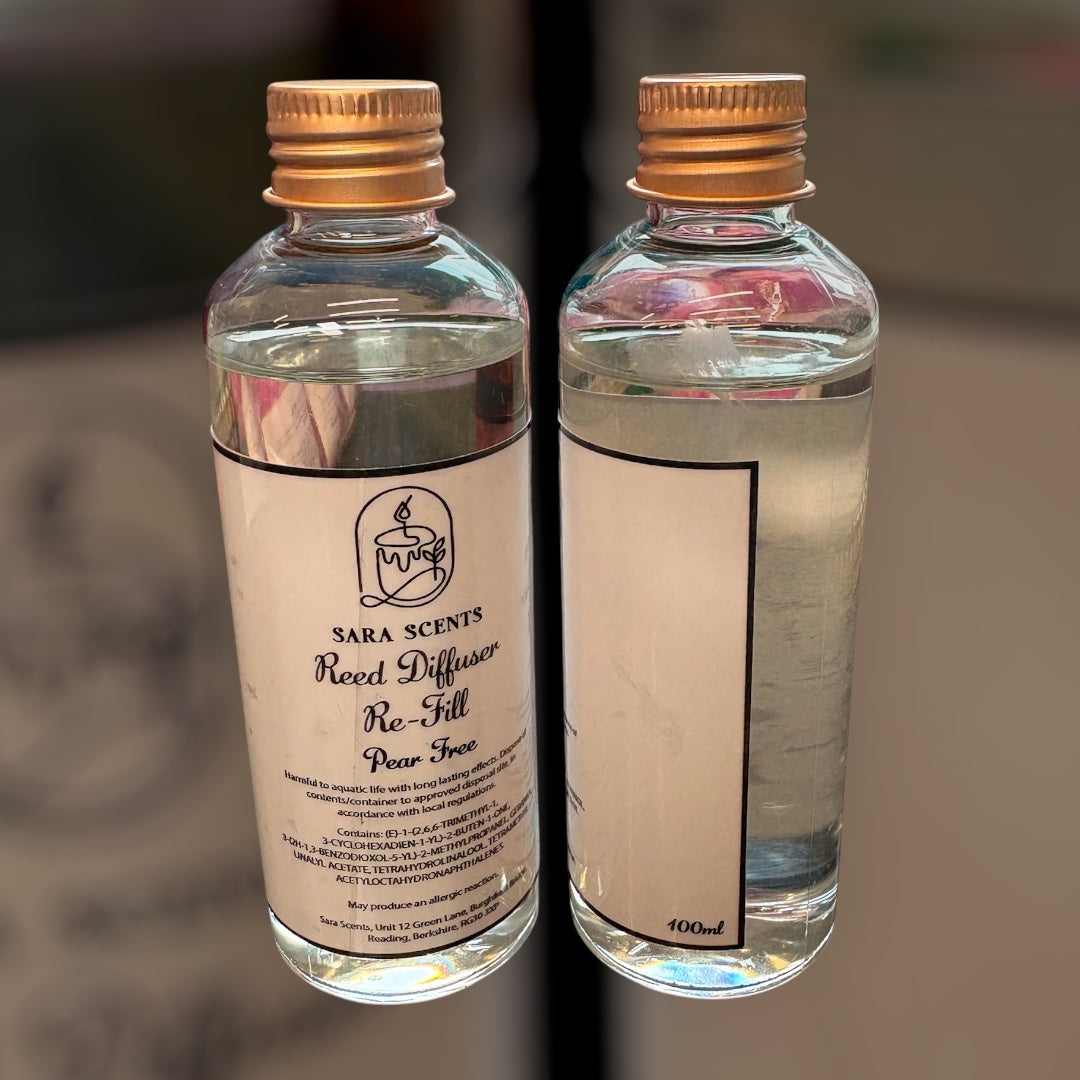 SARA SCENTS
Reed Diffuser
Re-Fill
Pear Free
Harmful to aquatic life with long lasting effects. Dispose of
contents/container to approved disposal site, in
accordance with local regulations.
Contains: (E)-1-(2,6,6-TRIMETHYL-1,
3-CYCLOHEXADIEN-1-YL)-2-BUTEN-1-ONE,
3-(2H-1,3-BENZODIOXOL-5-YL)-2-METHYLPROPANEL,
LINALYL ACETATE, TETRAHYDROLINALOOL,
ACETYLOCTAHYDRONAPHTHALENES.
May produce an allergic reaction.
Sara Scents, Unit 12 Green Lane, Burghfield
Reading, Berkshire, RG30
100ml